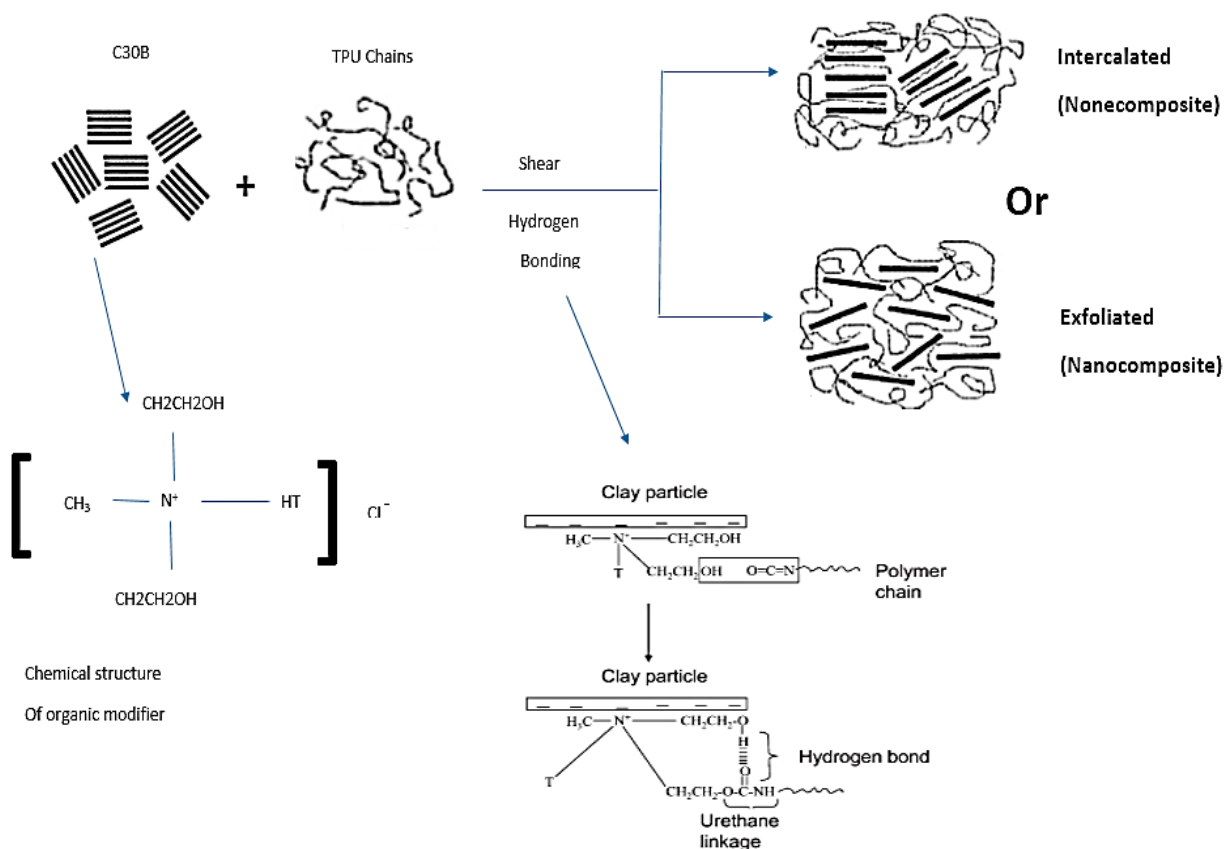 C30B
TPU Chains
+
Shear
Hydrogen
Bonding
Intercalated
(Nonecomposite)
Or
Exfoliated
(Nanocomposite)
CH2CH2OH
[ CH₃ N⁺ HT ] Cl⁻
CH2CH2OH
Chemical structure
Of organic modifier
Clay particle
– – – – – –
H₃C–N⁺–CH₂CH₂OH
T
CH₂CH₂OH O=C=N
Polymer
chain
Clay particle
– – – – – –
H₃C–N⁺–CH₂CH₂-O
H
Hydrogen bond
O
T
CH₂CH₂-O-C-NH
Urethane
linkage